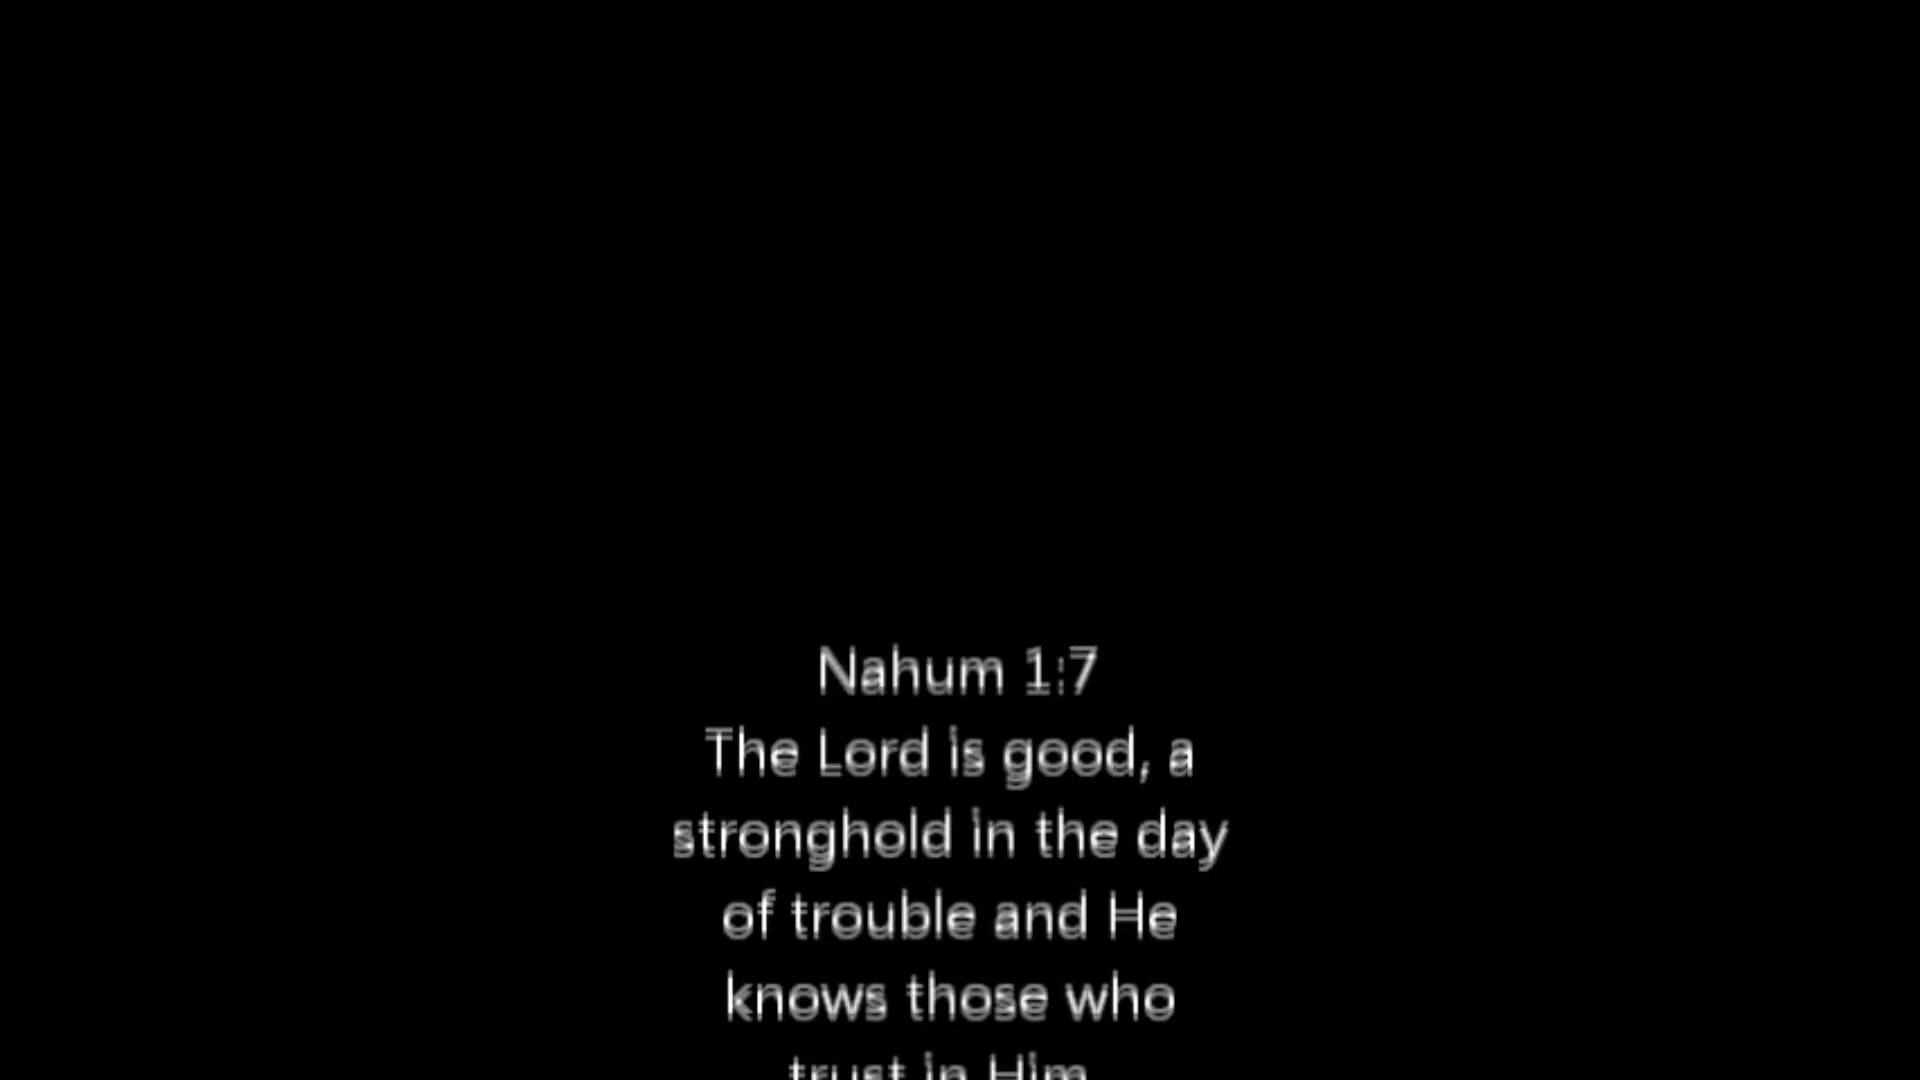 Nahum 1:7
The Lord is good, a
stronghold in the day
of trouble and He
knows those who
trust in Him